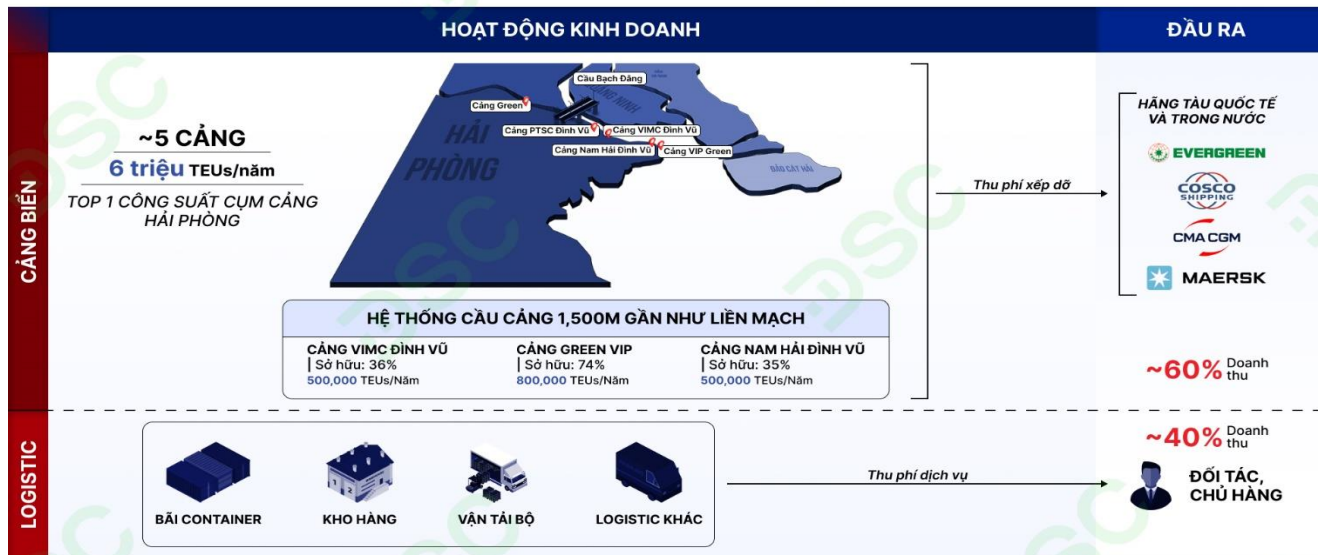 HOẠT ĐỘNG KINH DOANH
ĐẦU RA
CẢNG BIỂN
~5 CẢNG
6 triệu TEUs/năm
TOP 1 CÔNG SUẤT CỤM CẢNG
HẢI PHÒNG
Cầu Bạch Đằng
Cảng Green
QUẢNG NINH
HẢI
PHÒNG
Cảng PTSC Đình Vũ
Cảng VIMC Đình Vũ
Cảng Nam Hải Đình Vũ
Cảng VIP Green
ĐẢO CÁT HẢI
Thu phí xếp dỡ
HÃNG TÀU QUỐC TẾ
VÀ TRONG NƯỚC
EVERGREEN
COSCO
SHIPPING
CMA CGM
MAERSK
HỆ THỐNG CẦU CẢNG 1,500M GẦN NHƯ LIỀN MẠCH
CẢNG VIMC ĐÌNH VŨ
| Sở hữu: 36%
500,000 TEUs/Năm
CẢNG GREEN VIP
| Sở hữu: 74%
800,000 TEUs/Năm
CẢNG NAM HẢI ĐÌNH VŨ
| Sở hữu: 35%
500,000 TEUs/Năm
~60% Doanh
thu
LOGISTIC
BÃI CONTAINER
KHO HÀNG
VẬN TẢI BỘ
LOGISTIC KHÁC
Thu phí dịch vụ
~40% Doanh
thu
ĐỐI TÁC,
CHỦ HÀNG
DSC